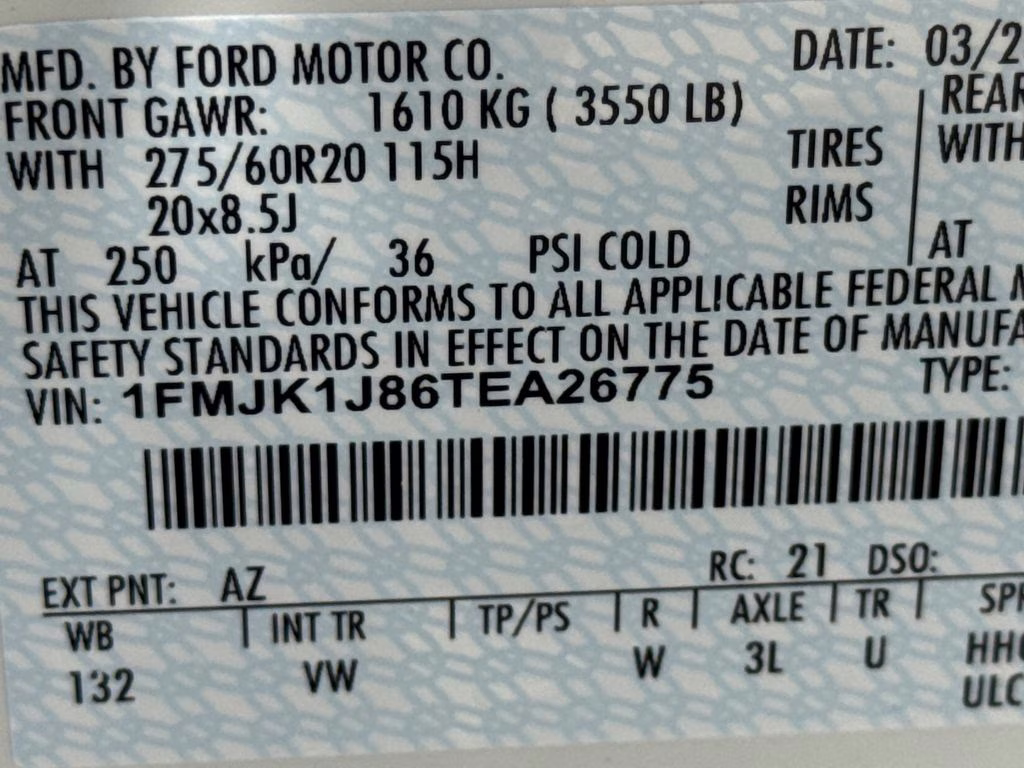 MFD. BY FORD MOTOR CO. DATE: 03/2
FRONT GAWR: 1610 KG ( 3550 LB) REAR
WITH 275/60R20 115H TIRES WITH
20x8.5J RIMS
AT 250 kPa/ 36 PSI COLD AT
THIS VEHICLE CONFORMS TO ALL APPLICABLE FEDERAL M
SAFETY STANDARDS IN EFFECT ON THE DATE OF MANUFA
VIN: 1FMJK1J86TEA26775 TYPE:
EXT PNT: AZ RC: 21 DSO:
WB INT TR TP/PS R AXLE TR SPR
132 VW W 3L U HHC
ULC